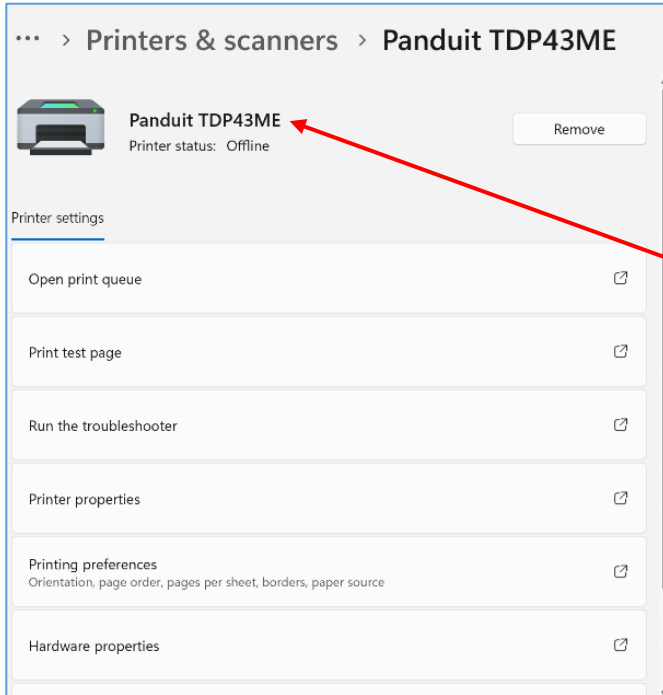 ... > Printers & scanners > Panduit TDP43ME
Panduit TDP43ME
Printer status: Offline
Remove
Printer settings
Open print queue
Print test page
Run the troubleshooter
Printer properties
Printing preferences
Orientation, page order, pages per sheet, borders, paper source
Hardware properties